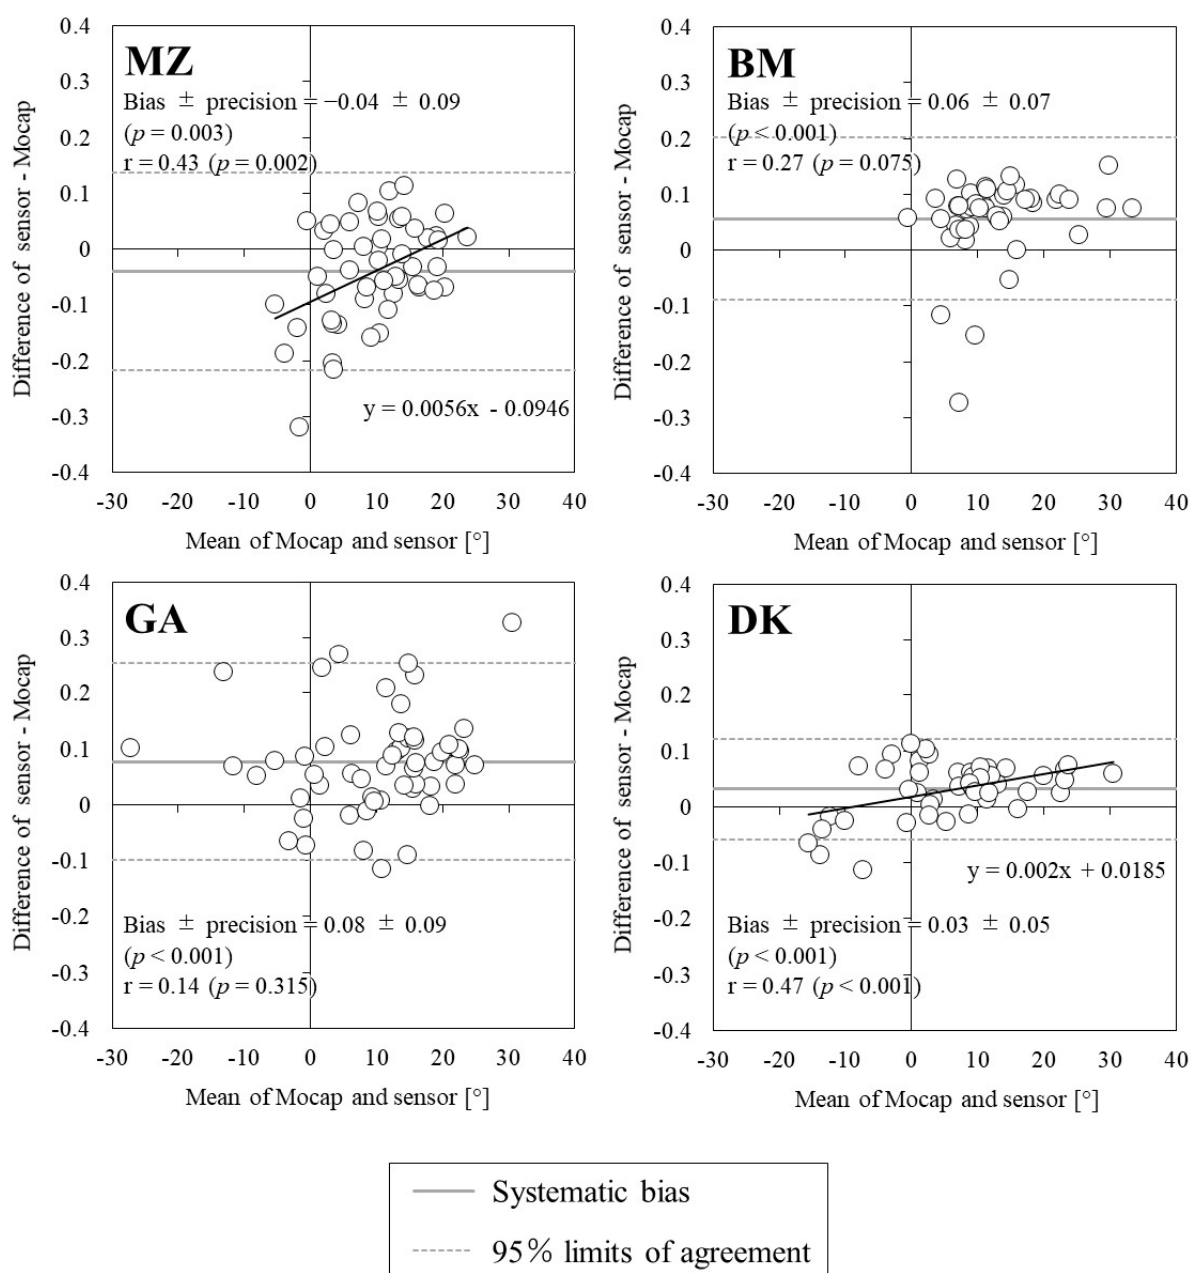 MZ
Bias ± precision = −0.04 ± 0.09
(p = 0.003)
r = 0.43 (p = 0.002)
y = 0.0056x - 0.0946
0.4
0.3
0.2
0.1
0
-0.1
-0.2
-0.3
-0.4
-30 -20 -10 0 10 20 30 40
Difference of sensor - Mocap
Mean of Mocap and sensor [°]
BM
Bias ± precision = 0.06 ± 0.07
(p < 0.001)
r = 0.27 (p = 0.075)
0.4
0.3
0.2
0.1
0
-0.1
-0.2
-0.3
-0.4
-30 -20 -10 0 10 20 30 40
Difference of sensor - Mocap
Mean of Mocap and sensor [°]
GA
Bias ± precision = 0.08 ± 0.09
(p < 0.001)
r = 0.14 (p = 0.315)
0.4
0.3
0.2
0.1
0
-0.1
-0.2
-0.3
-0.4
-30 -20 -10 0 10 20 30 40
Difference of sensor - Mocap
Mean of Mocap and sensor [°]
DK
y = 0.002x + 0.0185
Bias ± precision = 0.03 ± 0.05
(p < 0.001)
r = 0.47 (p < 0.001)
0.4
0.3
0.2
0.1
0
-0.1
-0.2
-0.3
-0.4
-30 -20 -10 0 10 20 30 40
Difference of sensor - Mocap
Mean of Mocap and sensor [°]
Systematic bias
95% limits of agreement